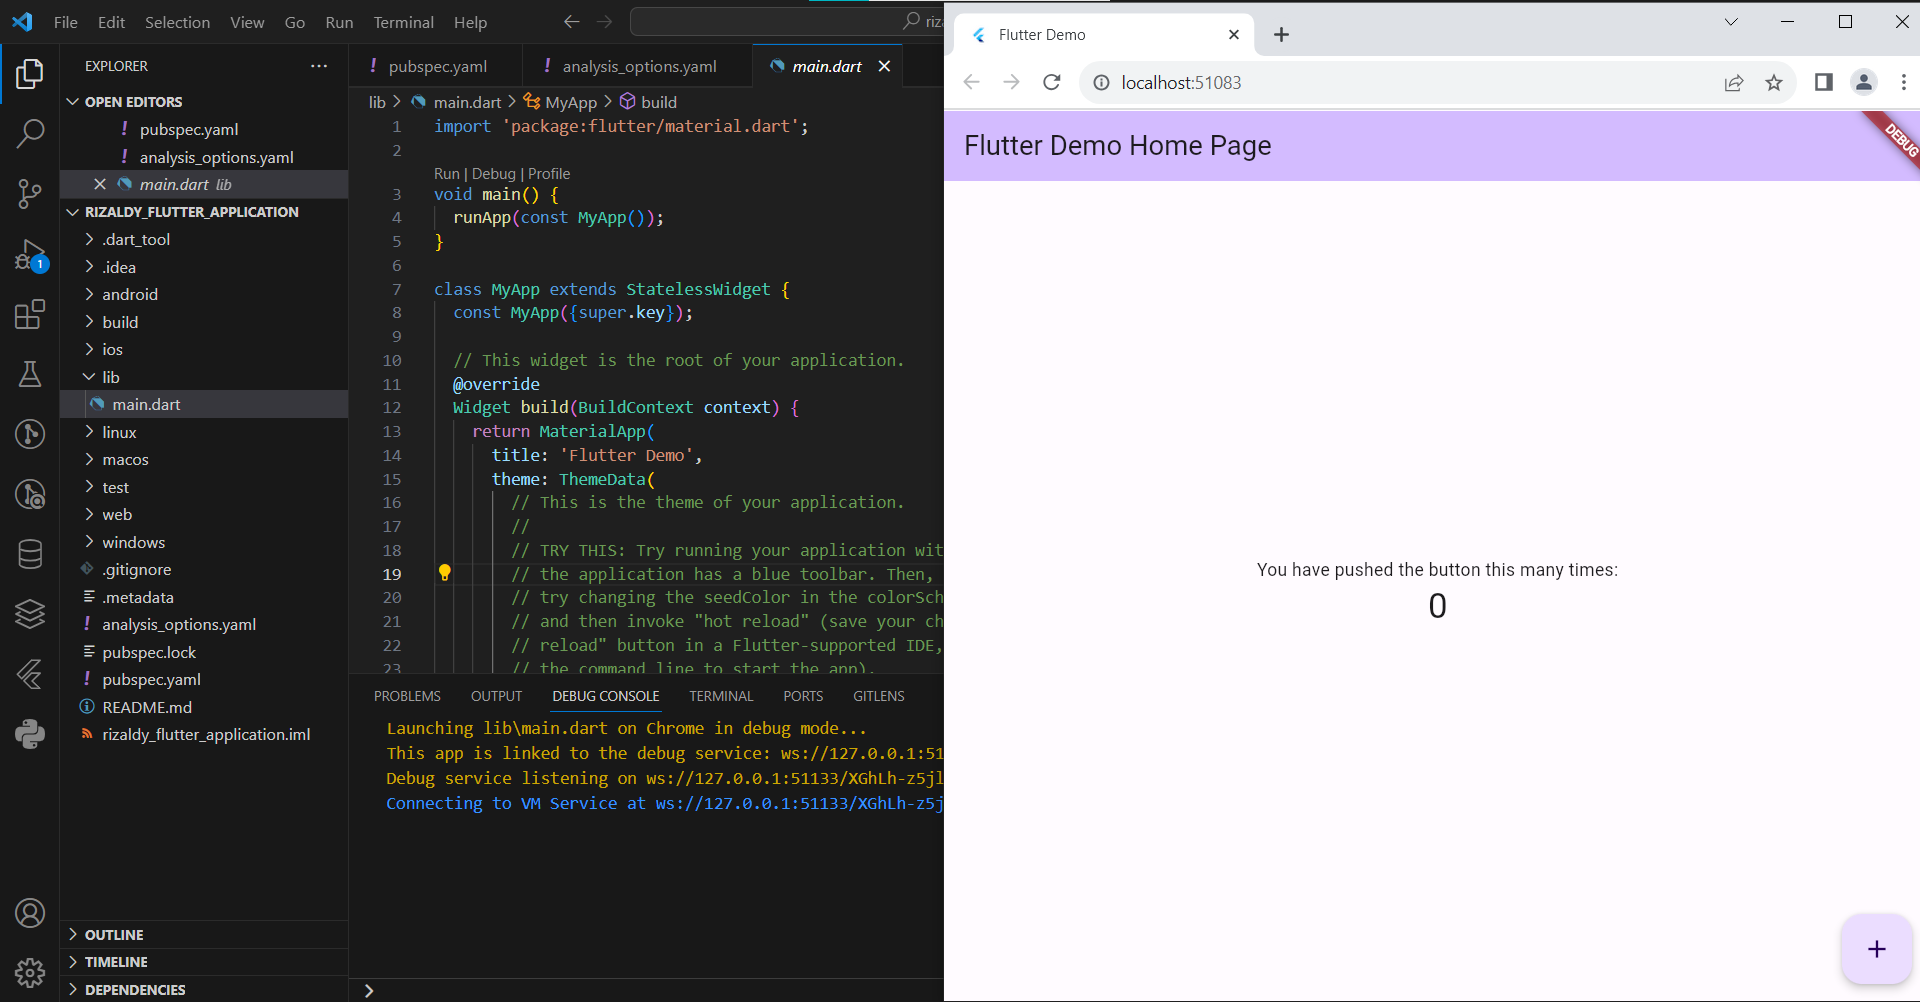 File Edit Selection View Go Run Terminal Help
riz
EXPLORER
OPEN EDITORS
! pubspec.yaml
! analysis_options.yaml
main.dart lib
RIZALDY_FLUTTER_APPLICATION
.dart_tool
.idea
android
build
ios
lib
main.dart
linux
macos
test
web
windows
.gitignore
.metadata
! analysis_options.yaml
pubspec.lock
! pubspec.yaml
README.md
rizaldy_flutter_application.iml
OUTLINE
TIMELINE
DEPENDENCIES
1
! pubspec.yaml ! analysis_options.yaml main.dart
lib > main.dart > MyApp > build
1 import 'package:flutter/material.dart';
2
Run | Debug | Profile
3 void main() {
4 runApp(const MyApp());
5 }
6
7 class MyApp extends StatelessWidget {
8 const MyApp({super.key});
9
10 // This widget is the root of your application.
11 @override
12 Widget build(BuildContext context) {
13 return MaterialApp(
14 title: 'Flutter Demo',
15 theme: ThemeData(
16 // This is the theme of your application.
17 //
18 // TRY THIS: Try running your application wit
19 // the application has a blue toolbar. Then,
20 // try changing the seedColor in the colorSch
21 // and then invoke "hot reload" (save your ch
22 // reload" button in a Flutter-supported IDE,
23 // the command line to start the app).
PROBLEMS OUTPUT DEBUG CONSOLE TERMINAL PORTS GITLENS
Launching lib\main.dart on Chrome in debug mode...
This app is linked to the debug service: ws://127.0.0.1:51
Debug service listening on ws://127.0.0.1:51133/XGhLh-z5jl
Connecting to VM Service at ws://127.0.0.1:51133/XGhLh-z5j
Flutter Demo
localhost:51083
Flutter Demo Home Page
DEBUG
You have pushed the button this many times:
0
+